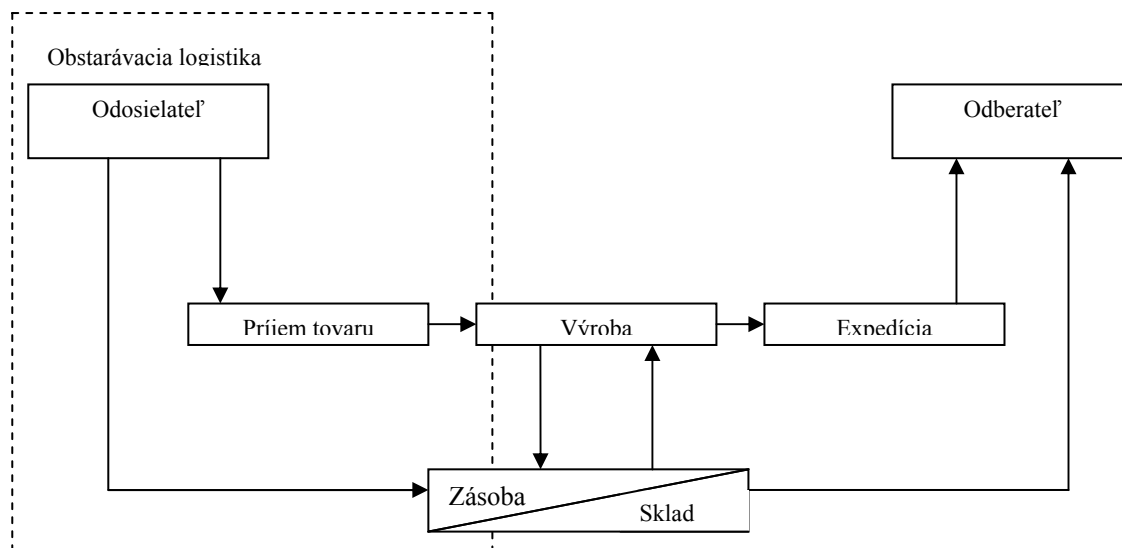 Obstarávacia logistika
Odosielateľ
Odberateľ
Príjem tovaru
Výroba
Expedícia
Zásoba
Sklad